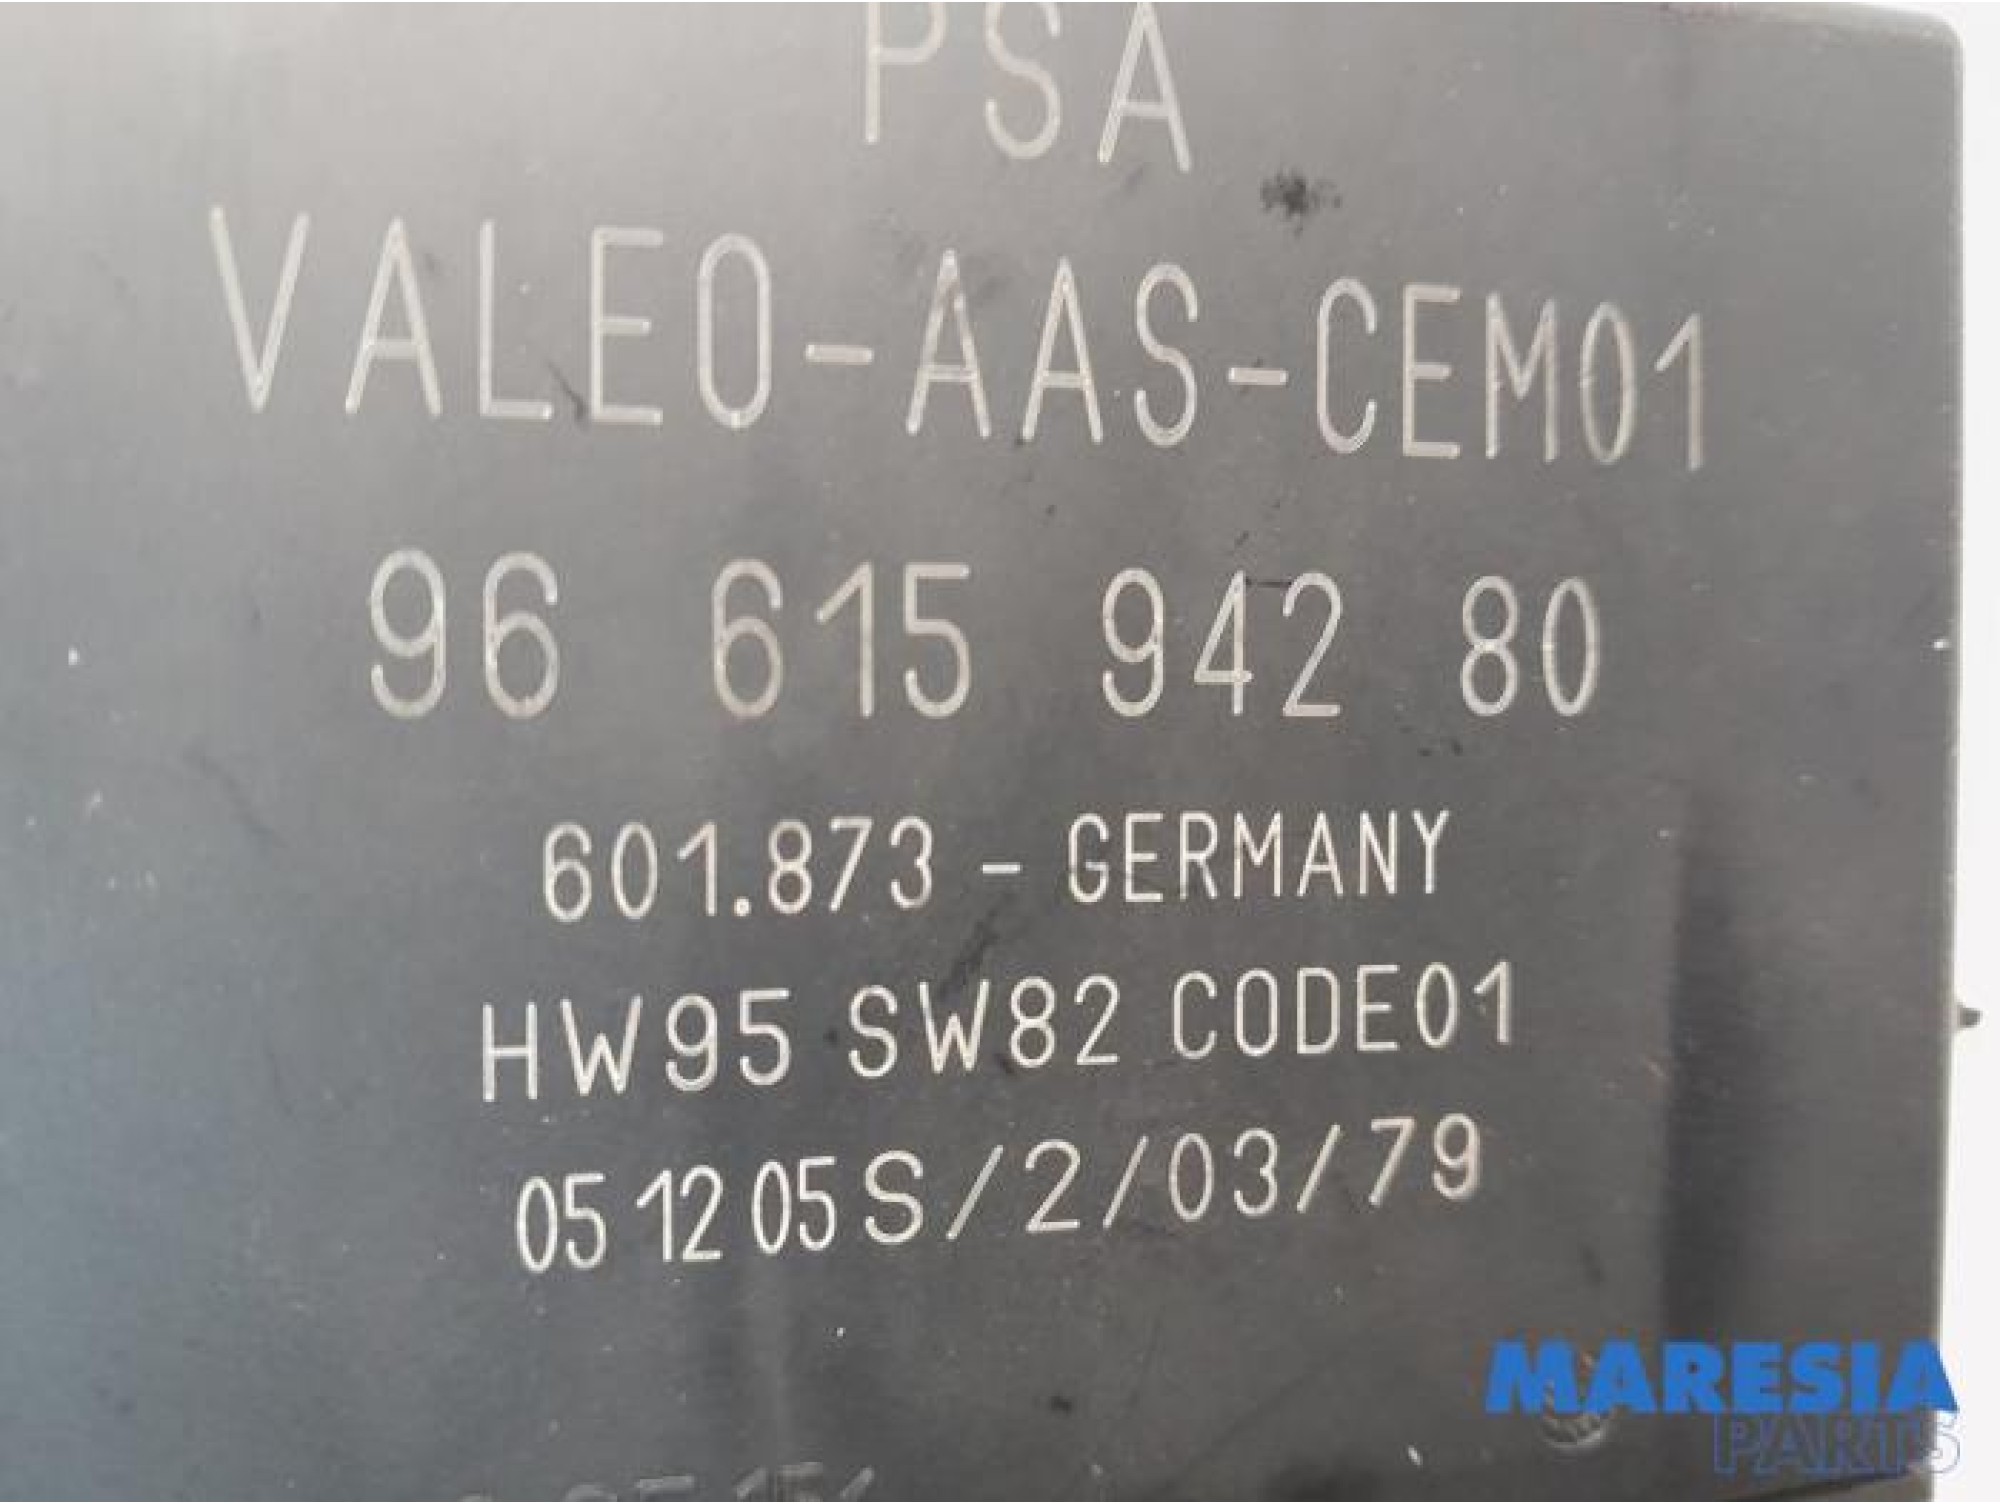 PSA
VALEO-AAS-CEM01
96 615 942 80
601.873 - GERMANY
HW95 SW82 CODE01
05 12 05 S/2/03/79
MARESIA
PARTS